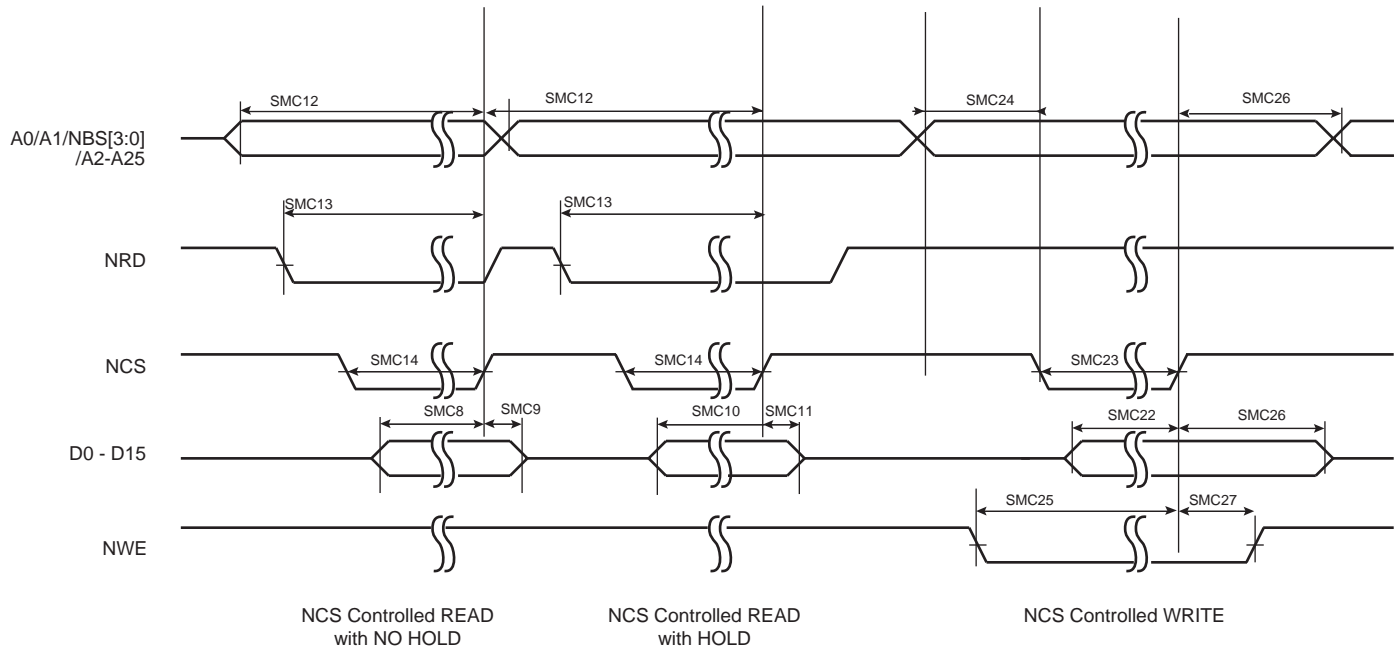 SMC12
SMC12
SMC24
SMC26
A0/A1/NBS[3:0]
/A2-A25
SMC13
SMC13
NRD
NCS
SMC14
SMC14
SMC23
SMC8
SMC9
SMC10
SMC11
SMC22
SMC26
D0 - D15
SMC25
SMC27
NWE
NCS Controlled READ
with NO HOLD
NCS Controlled READ
with HOLD
NCS Controlled WRITE